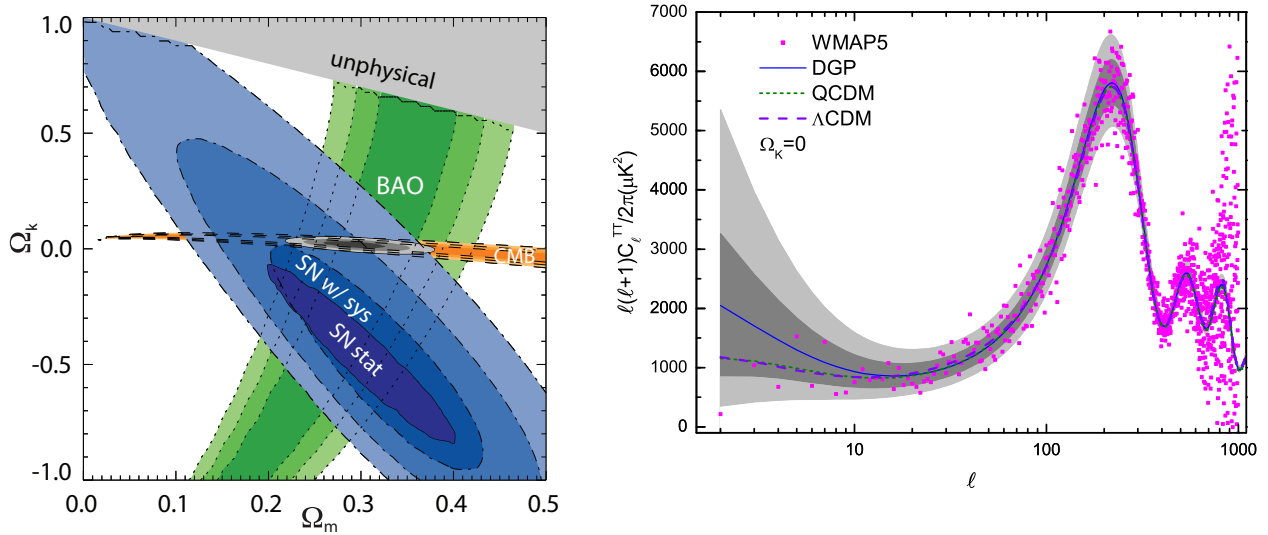 1.0
0.5
0.0
-0.5
-1.0
Ωk
unphysical
BAO
CMB
SN w/ sys
SN stat
0.0 0.1 0.2 0.3 0.4 0.5
Ωm
7000
6000
5000
4000
3000
2000
1000
0
ℓ(ℓ+1)CℓTT/2π(μK²)
WMAP5
DGP
QCDM
ΛCDM
ΩK=0
10 100 1000
ℓ